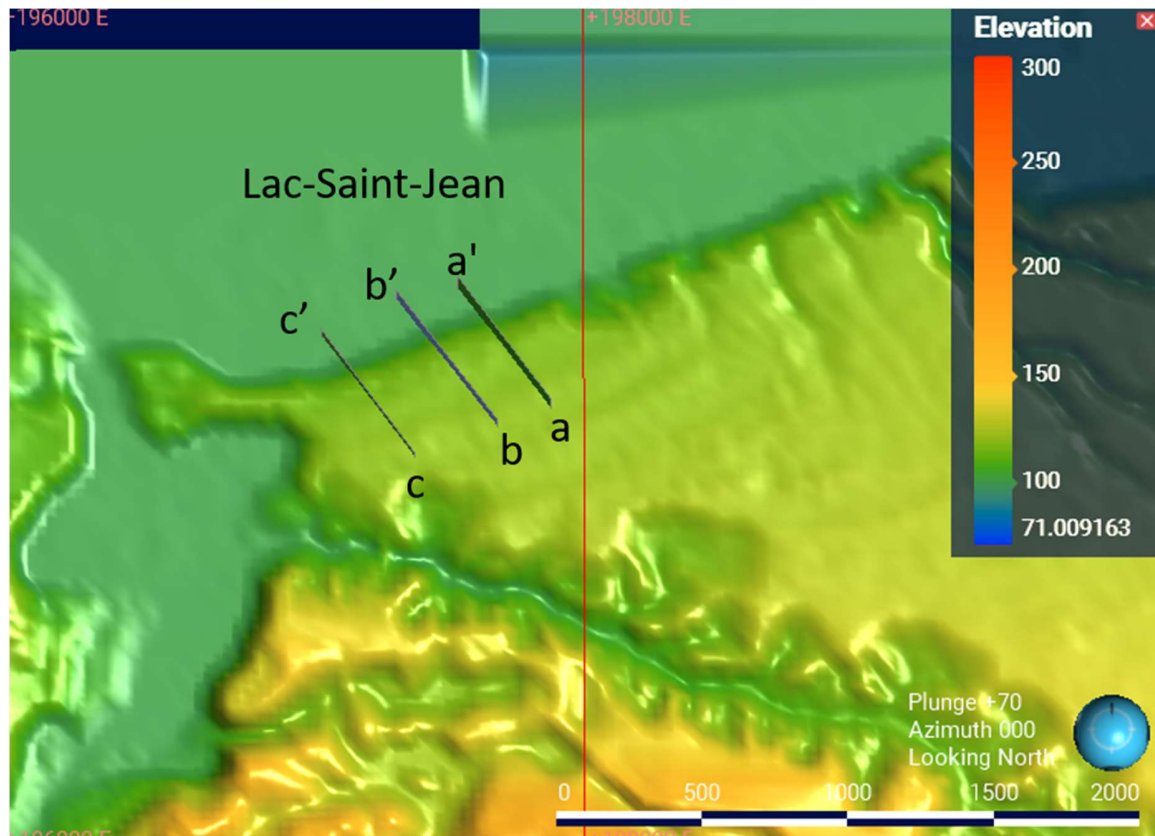 +196000 E
+198000 E
Elevation
300
250
200
150
100
71.009163
Lac-Saint-Jean
a'
b’
c’
a
b
c
Plunge +70
Azimuth 000
Looking North
0 500 1000 1500 2000